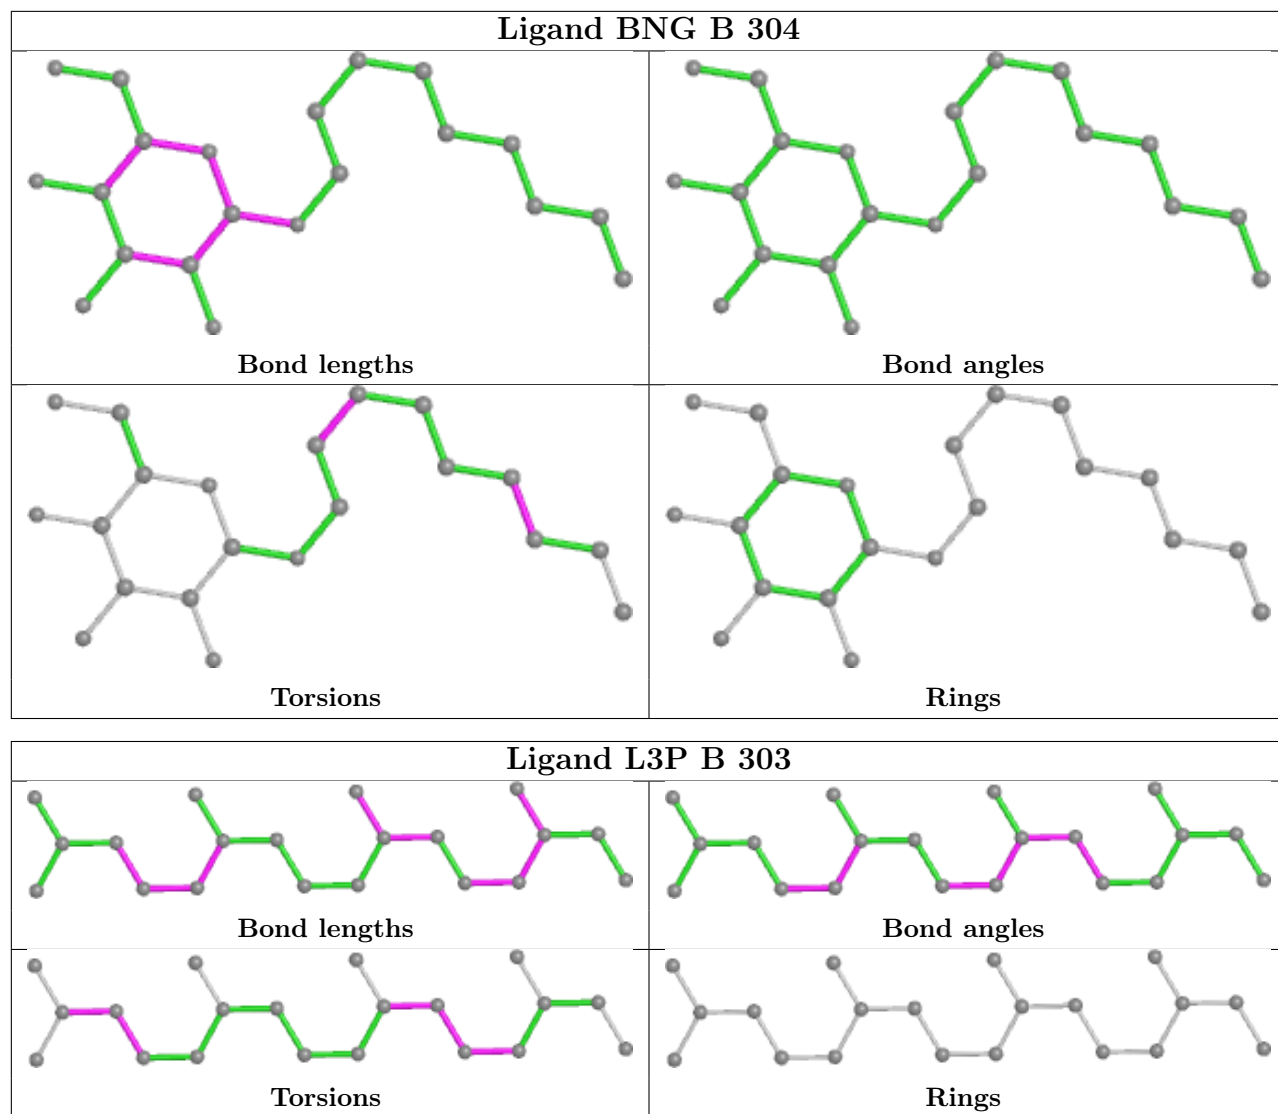 Ligand BNG B 304
Bond lengths
Bond angles
Torsions
Rings
Ligand L3P B 303
Bond lengths
Bond angles
Torsions
Rings